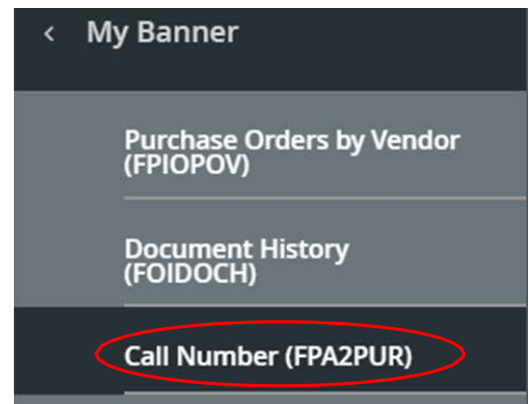 My Banner
Purchase Orders by Vendor
(FPIOPOV)
Document History
(FOIDOCH)
Call Number (FPA2PUR)